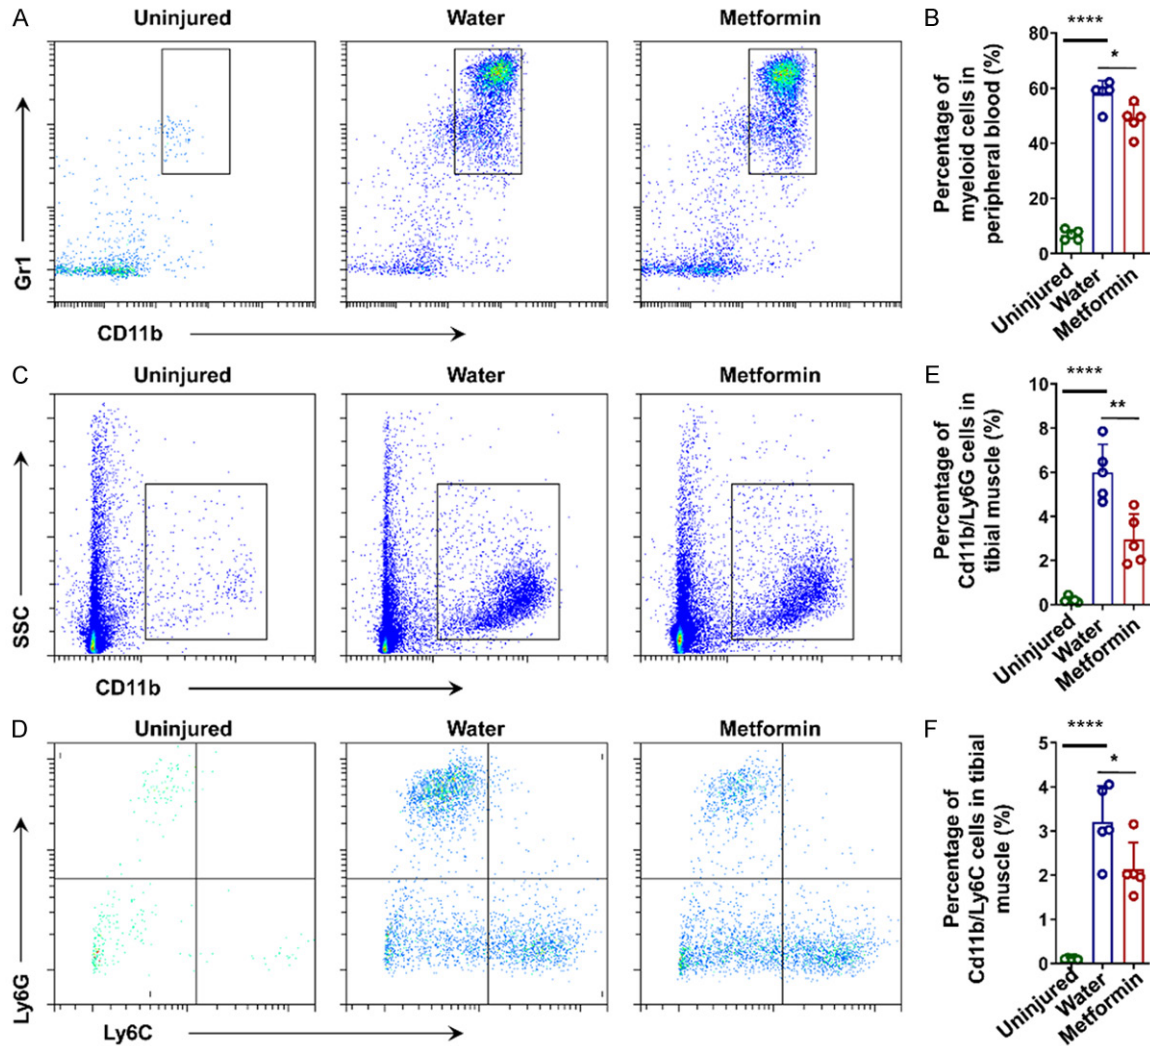 A
Uninjured
Water
Metformin
Gr1
CD11b
B
Percentage of
myeloid cells in
peripheral blood (%)
80
60
40
20
0
****
*
Uninjured
Water
Metformin
C
Uninjured
Water
Metformin
SSC
CD11b
E
Percentage of
Cd11b/Ly6G cells in
tibial muscle (%)
10
8
6
4
2
0
****
**
Uninjured
Water
Metformin
D
Uninjured
Water
Metformin
Ly6G
Ly6C
F
Percentage of
Cd11b/Ly6C cells in tibial
muscle (%)
5
4
3
2
1
0
****
*
Uninjured
Water
Metformin